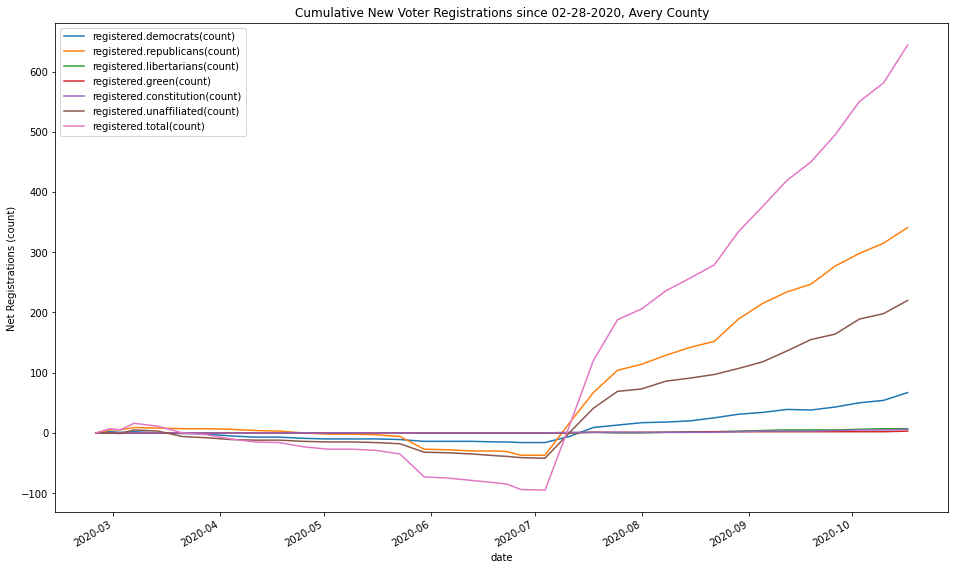 Cumulative New Voter Registrations since 02-28-2020, Avery County
registered.democrats(count)
registered.republicans(count)
registered.libertarians(count)
registered.green(count)
registered.constitution(count)
registered.unaffiliated(count)
registered.total(count)
Net Registrations (count)
600
500
400
300
200
100
0
−100
2020-03
2020-04
2020-05
2020-06
2020-07
2020-08
2020-09
2020-10
date